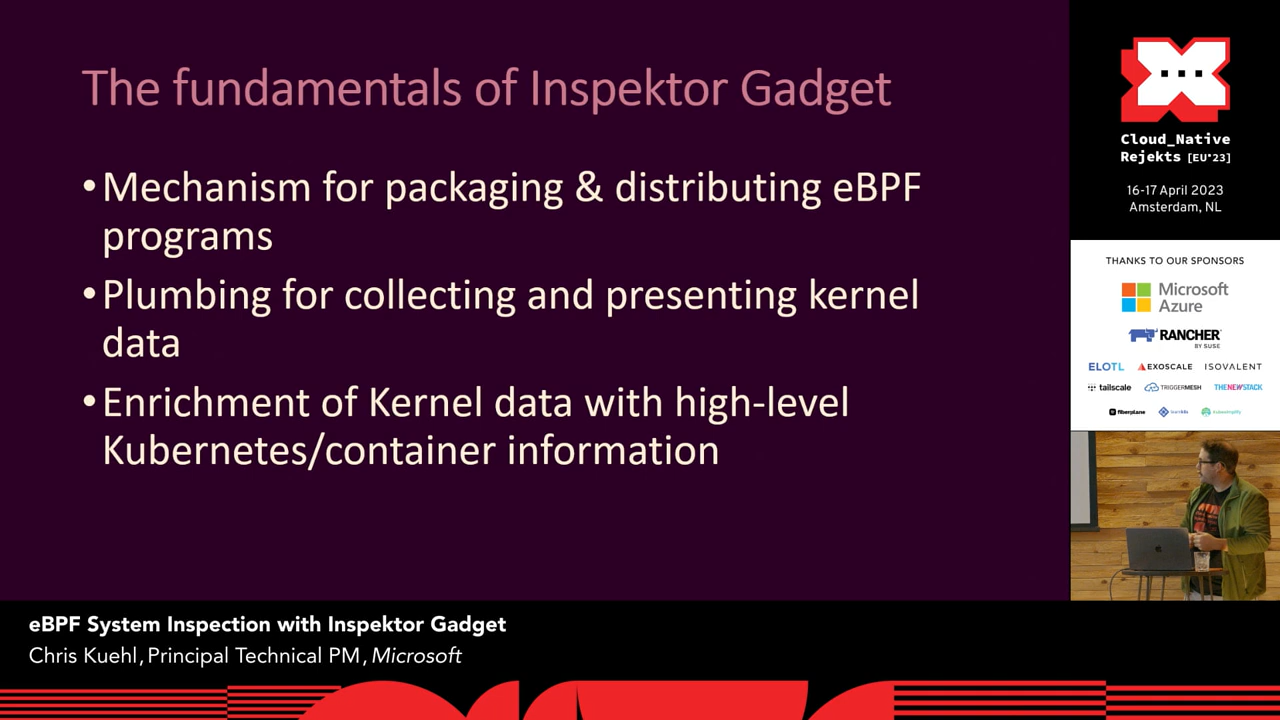 The fundamentals of Inspektor Gadget
•Mechanism for packaging & distributing eBPF
programs
•Plumbing for collecting and presenting kernel
data
•Enrichment of Kernel data with high-level
Kubernetes/container information
Cloud_Native
Rejekts [EU*23]
16-17 April 2023
Amsterdam, NL
THANKS TO OUR SPONSORS
Microsoft
Azure
RANCHER
BY SUSE
ELOTL EXOSCALE ISOVALENT
tailscale TRIGGERMESH THENEWSTACK
fiberplane
eBPF System Inspection with Inspektor Gadget
Chris Kuehl, Principal Technical PM, Microsoft